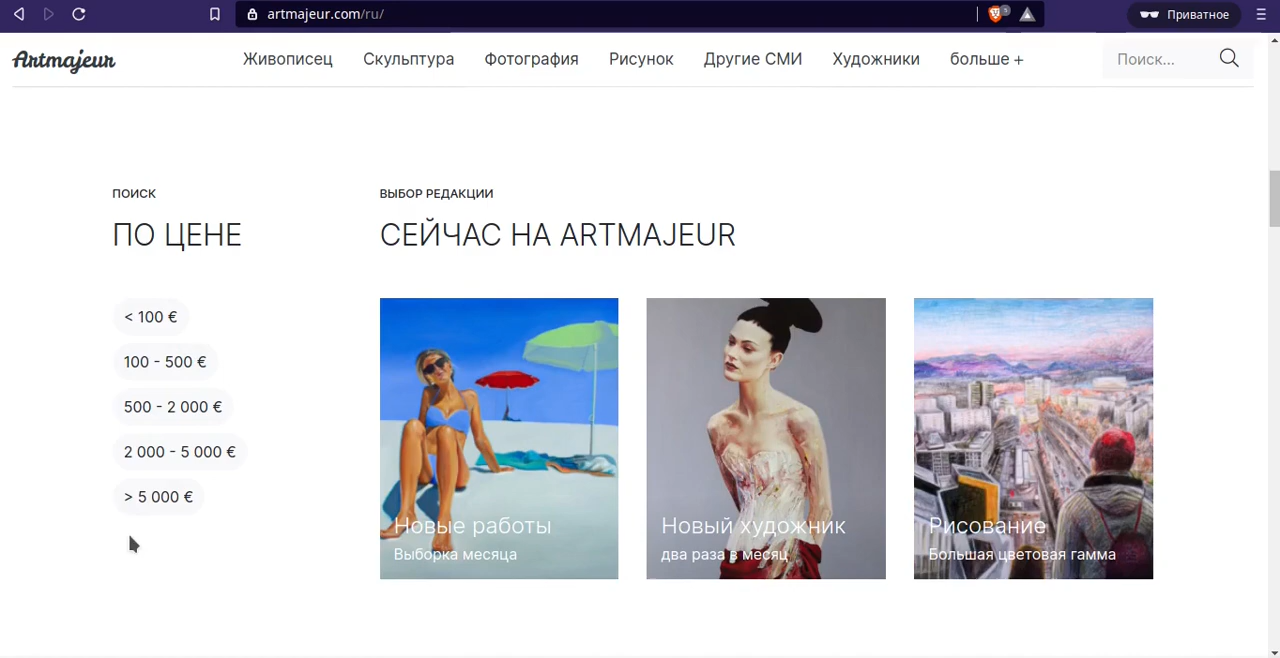 artmajeur.com/ru/
5
Приватное
Artmajeur
Живописец
Скульптура
Фотография
Рисунок
Другие СМИ
Художники
больше +
Поиск...
ПОИСК
ПО ЦЕНЕ
< 100 €
100 - 500 €
500 - 2 000 €
2 000 - 5 000 €
> 5 000 €
ВЫБОР РЕДАКЦИИ
СЕЙЧАС НА ARTMAJEUR
Новые работы
Выборка месяца
Новый художник
два раза в месяц
Рисование
Большая цветовая гамма